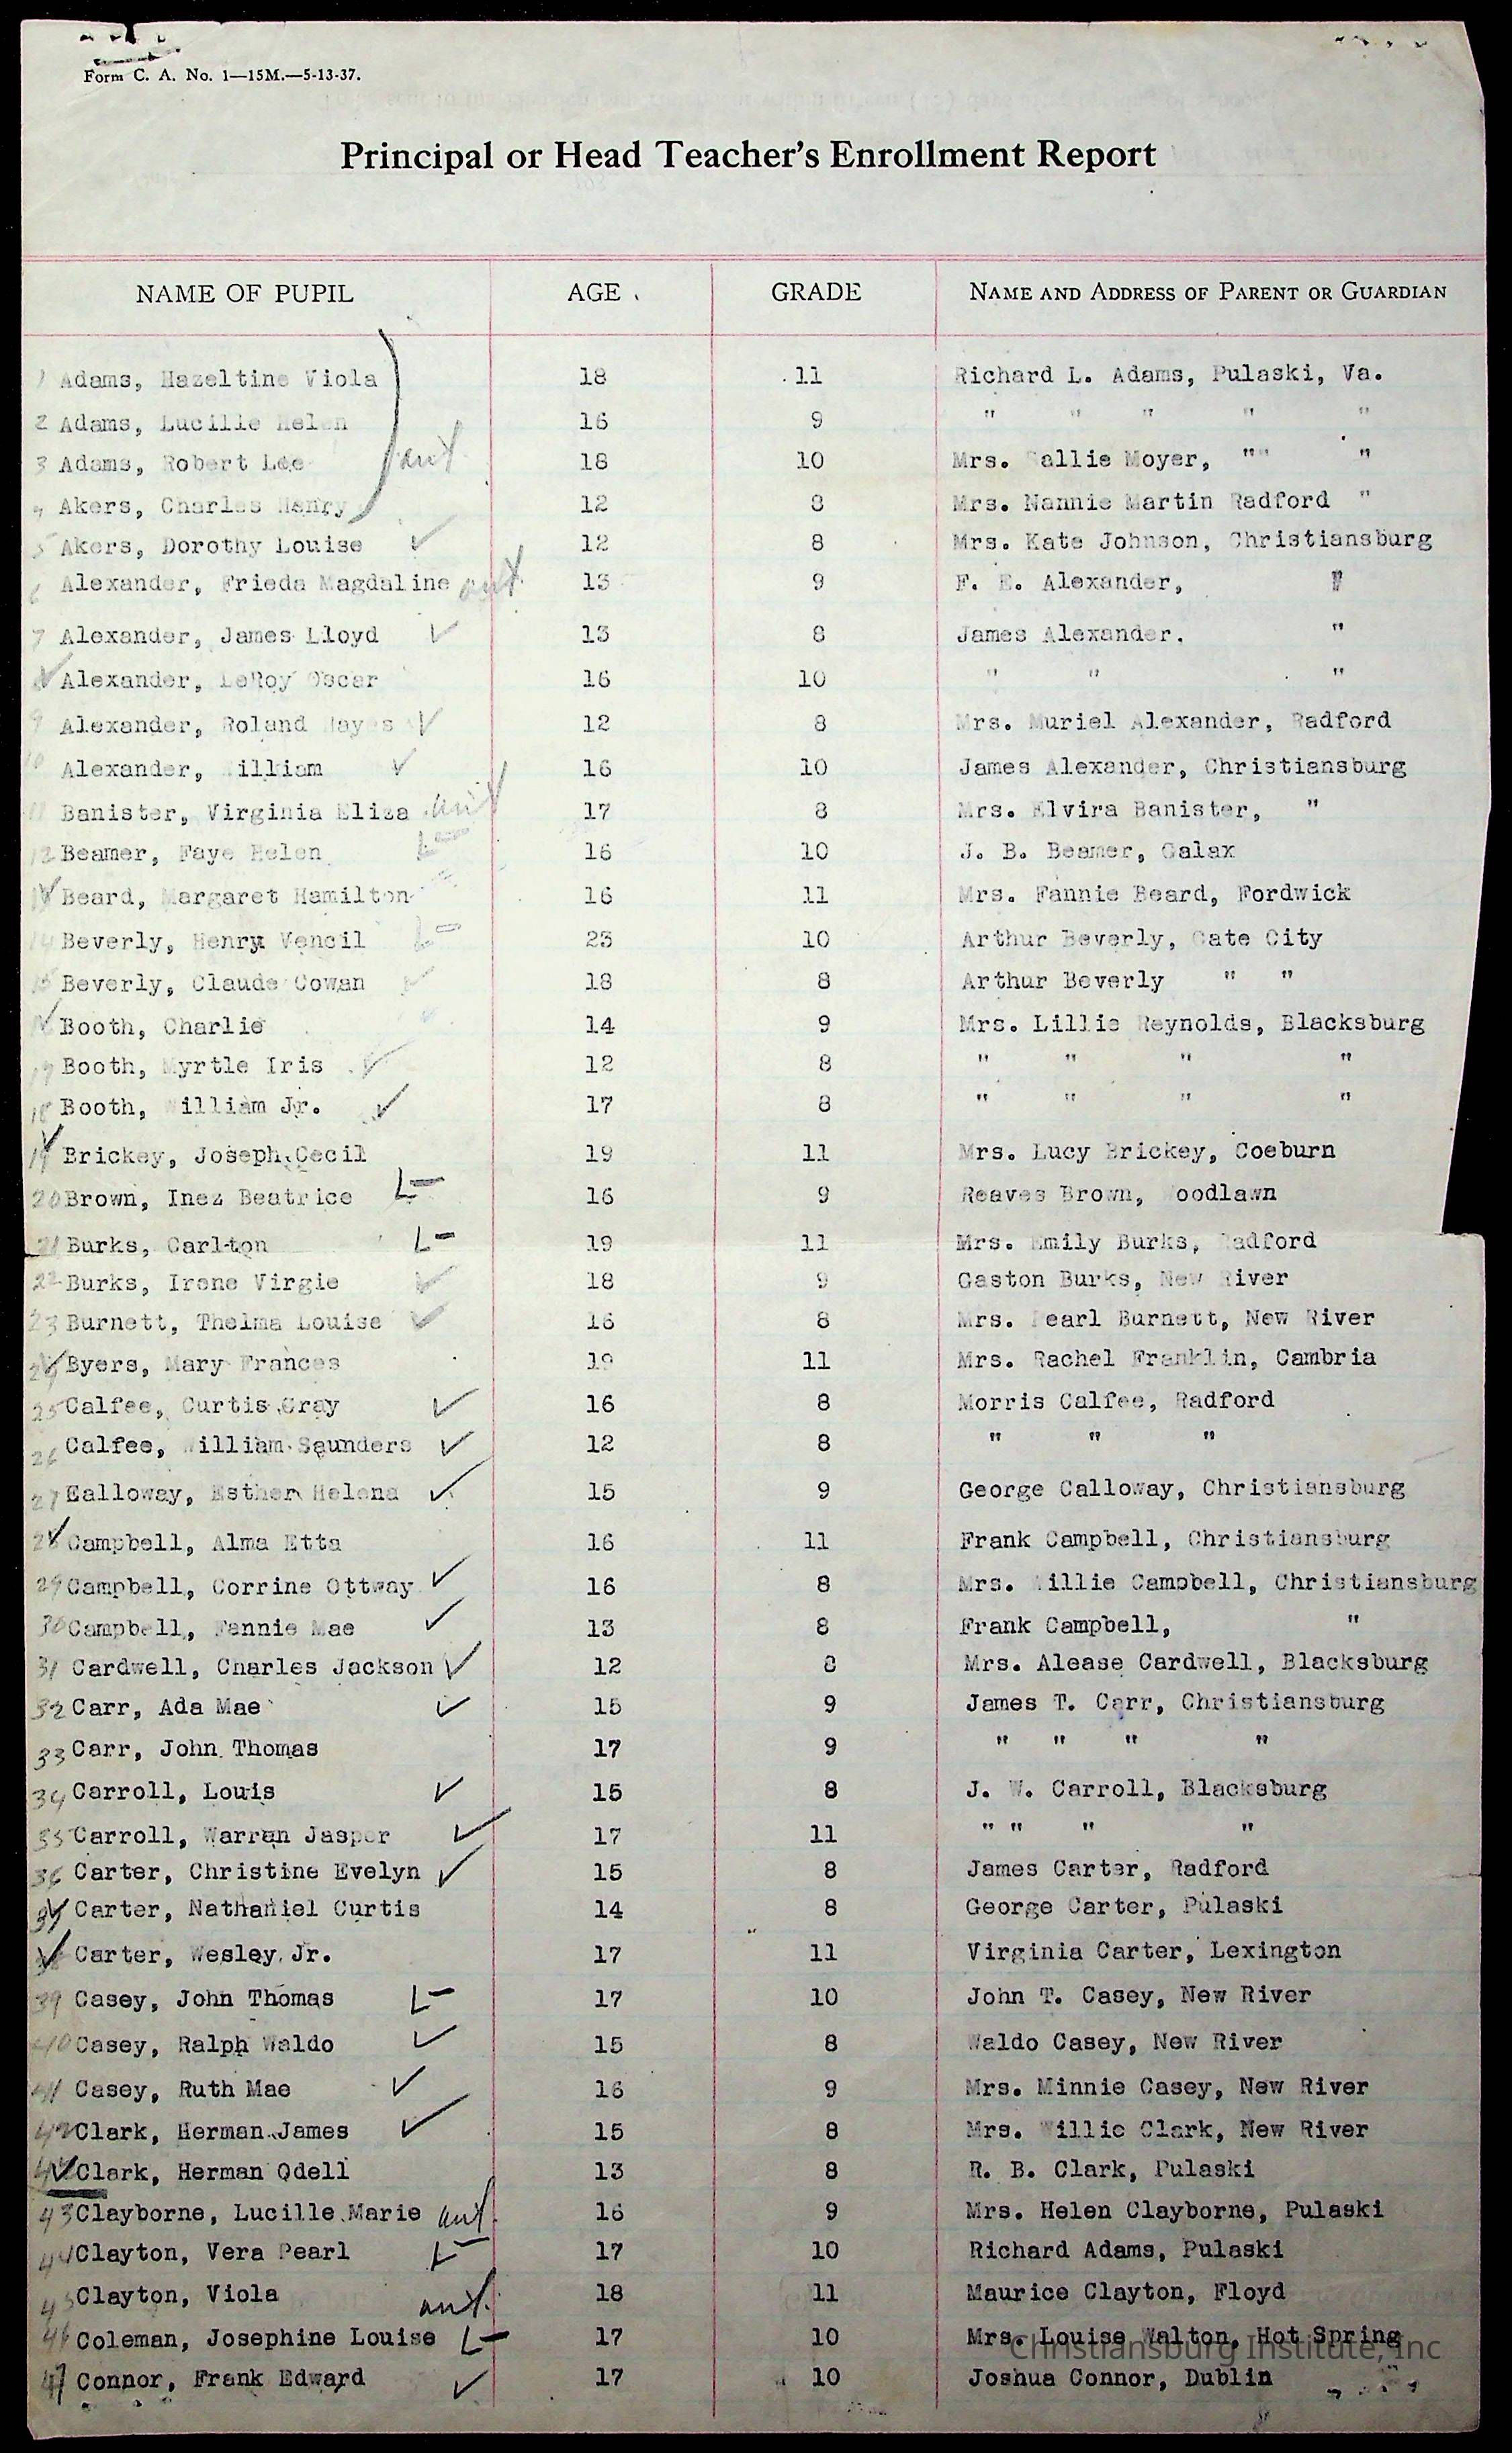 Form C. A. No. 1—15M.—5-13-37.
Principal or Head Teacher's Enrollment Report
NAME OF PUPIL AGE GRADE NAME AND ADDRESS OF PARENT OR GUARDIAN
1 Adams, Hazeltine Viola 18 11 Richard L. Adams, Pulaski, Va.
2 Adams, Lucille Helen 16 9 " " " " "
3 Adams, Robert Lee out 18 10 Mrs. allie Moyer, "" "
4 Akers, Charles Henry 12 8 Mrs. Nannie Martin Radford "
5 Akers, Dorothy Louise ✓ 12 8 Mrs. Kate Johnson, Christiansburg
6 Alexander, Frieda Magdaline out 13 9 F. E. Alexander, "
7 Alexander, James Lloyd ✓ 13 8 James Alexander. "
✓ Alexander, LeRoy Oscar 16 10 " " "
9 Alexander, Roland Hayes ✓ 12 8 Mrs. Muriel Alexander, Radford
10 Alexander, illiam ✓ 16 10 James Alexander, Christiansburg
11 Banister, Virginia Eliza out 17 8 Mrs. Elvira Banister, "
12 Beamer, Faye Helen L- 16 10 J. B. Beamer, Galax
✓ Beard, Margaret Hamilton 16 11 Mrs. Fannie Beard, Fordwick
14 Beverly, Henry Vencil L- 23 10 Arthur Beverly, Gate City
15 Beverly, Claude Cowan ✓ 18 8 Arthur Beverly " "
✓ Booth, Charlie 14 9 Mrs. Lillie Reynolds, Blacksburg
17 Booth, Myrtle Iris ✓ 12 8 " " " "
18 Booth, William Jr. ✓ 17 8 " " " "
19 ✓ Brickey, Joseph Cecil 19 11 Mrs. Lucy Brickey, Coeburn
20 Brown, Inez Beatrice L- 16 9 Reaves Brown, oodlawn
21 Burks, Carlton L- 19 11 Mrs. Emily Burks, Radford
22 Burks, Irene Virgie ✓ 18 9 Gaston Burks, New River
23 Burnett, Thelma Louise ✓ 16 8 Mrs. Pearl Burnett, New River
24 ✓ Byers, Mary Frances 19 11 Mrs. Rachel Franklin, Cambria
25 Calfee, Curtis Gray ✓ 16 8 Morris Calfee, Radford
26 Calfee, William Saunders ✓ 12 8 " " "
27 Ealloway, Esther Helena ✓ 15 9 George Calloway, Christiansburg
28 ✓ Campbell, Alma Etta 16 11 Frank Campbell, Christiansburg
29 Campbell, Corrine Ottway ✓ 16 8 Mrs. illie Campbell, Christiansburg
30 Campbell, Fannie Mae ✓ 13 8 Frank Campbell, "
31 Cardwell, Charles Jackson ✓ 12 8 Mrs. Alease Cardwell, Blacksburg
32 Carr, Ada Mae ✓ 15 9 James T. Carr, Christiansburg
33 Carr, John Thomas 17 9 " " " "
34 Carroll, Louis ✓ 15 8 J. W. Carroll, Blacksburg
35 Carroll, Warren Jasper ✓ 17 11 " " " "
36 Carter, Christine Evelyn ✓ 15 8 James Carter, Radford
37 ✓ Carter, Nathaniel Curtis 14 8 George Carter, Pulaski
✓ Carter, Wesley, Jr. 17 11 Virginia Carter, Lexington
39 Casey, John Thomas L- 17 10 John T. Casey, New River
40 Casey, Ralph Waldo ✓ 15 8 Waldo Casey, New River
41 Casey, Ruth Mae ✓ 16 9 Mrs. Minnie Casey, New River
42 Clark, Herman James ✓ 15 8 Mrs. Willie Clark, New River
✓ Clark, Herman Odell 13 8 R. B. Clark, Pulaski
43 Clayborne, Lucille Marie out 16 9 Mrs. Helen Clayborne, Pulaski
44 Clayton, Vera Pearl L- 17 10 Richard Adams, Pulaski
45 Clayton, Viola out 18 11 Maurice Clayton, Floyd
46 Coleman, Josephine Louise L- 17 10 Mrs. Louise Walton, Hot Spring
47 Connor, Frank Edward ✓ 17 10 Joshua Connor, Dublin
Christiansburg Institute, Inc